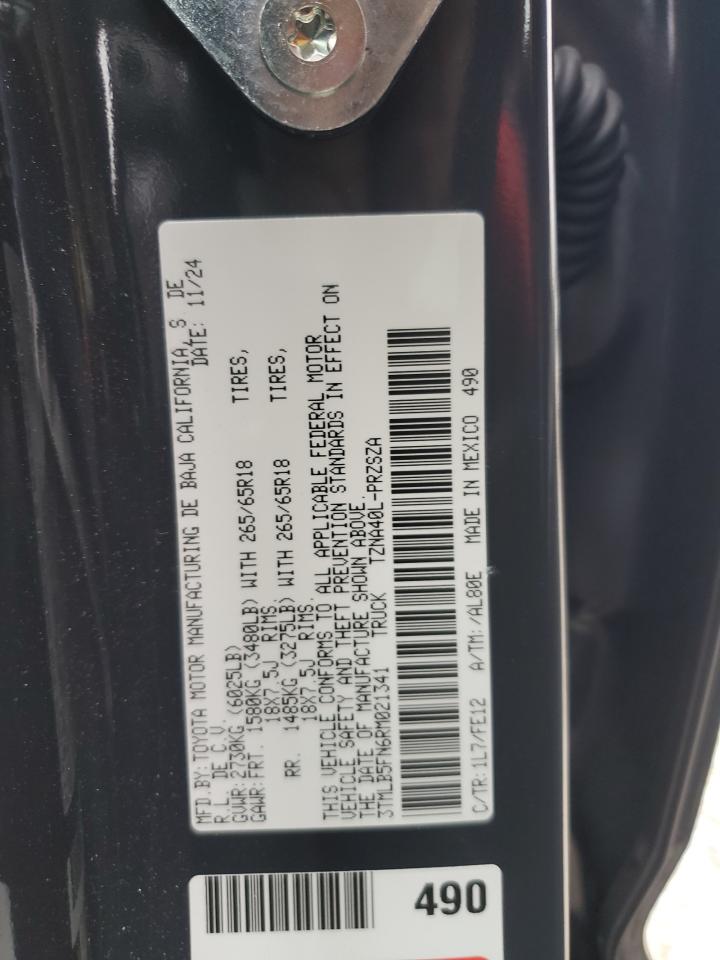 MFD.BY:TOYOTA MOTOR MANUFACTURING DE BAJA CALIFORNIA,S DE
R.L. DE C.V. DATE: 11/24
GVWR:2730KG (6025LB)
GAWR:FRT. 1580KG (3480LB) WITH 265/65R18 TIRES,
18X7.5J RIMS.
RR. 1485KG (3275LB) WITH 265/65R18 TIRES,
18X7.5J RIMS.
THIS VEHICLE CONFORMS TO ALL APPLICABLE FEDERAL MOTOR
VEHICLE SAFETY AND THEFT PREVENTION STANDARDS IN EFFECT ON
THE DATE OF MANUFACTURE SHOWN ABOVE.
3TMLB5FN6RM021341 TRUCK TZNA40L-PRZSZA
C/TR:1L7/FE12 A/TM:/AL80E MADE IN MEXICO 490
490